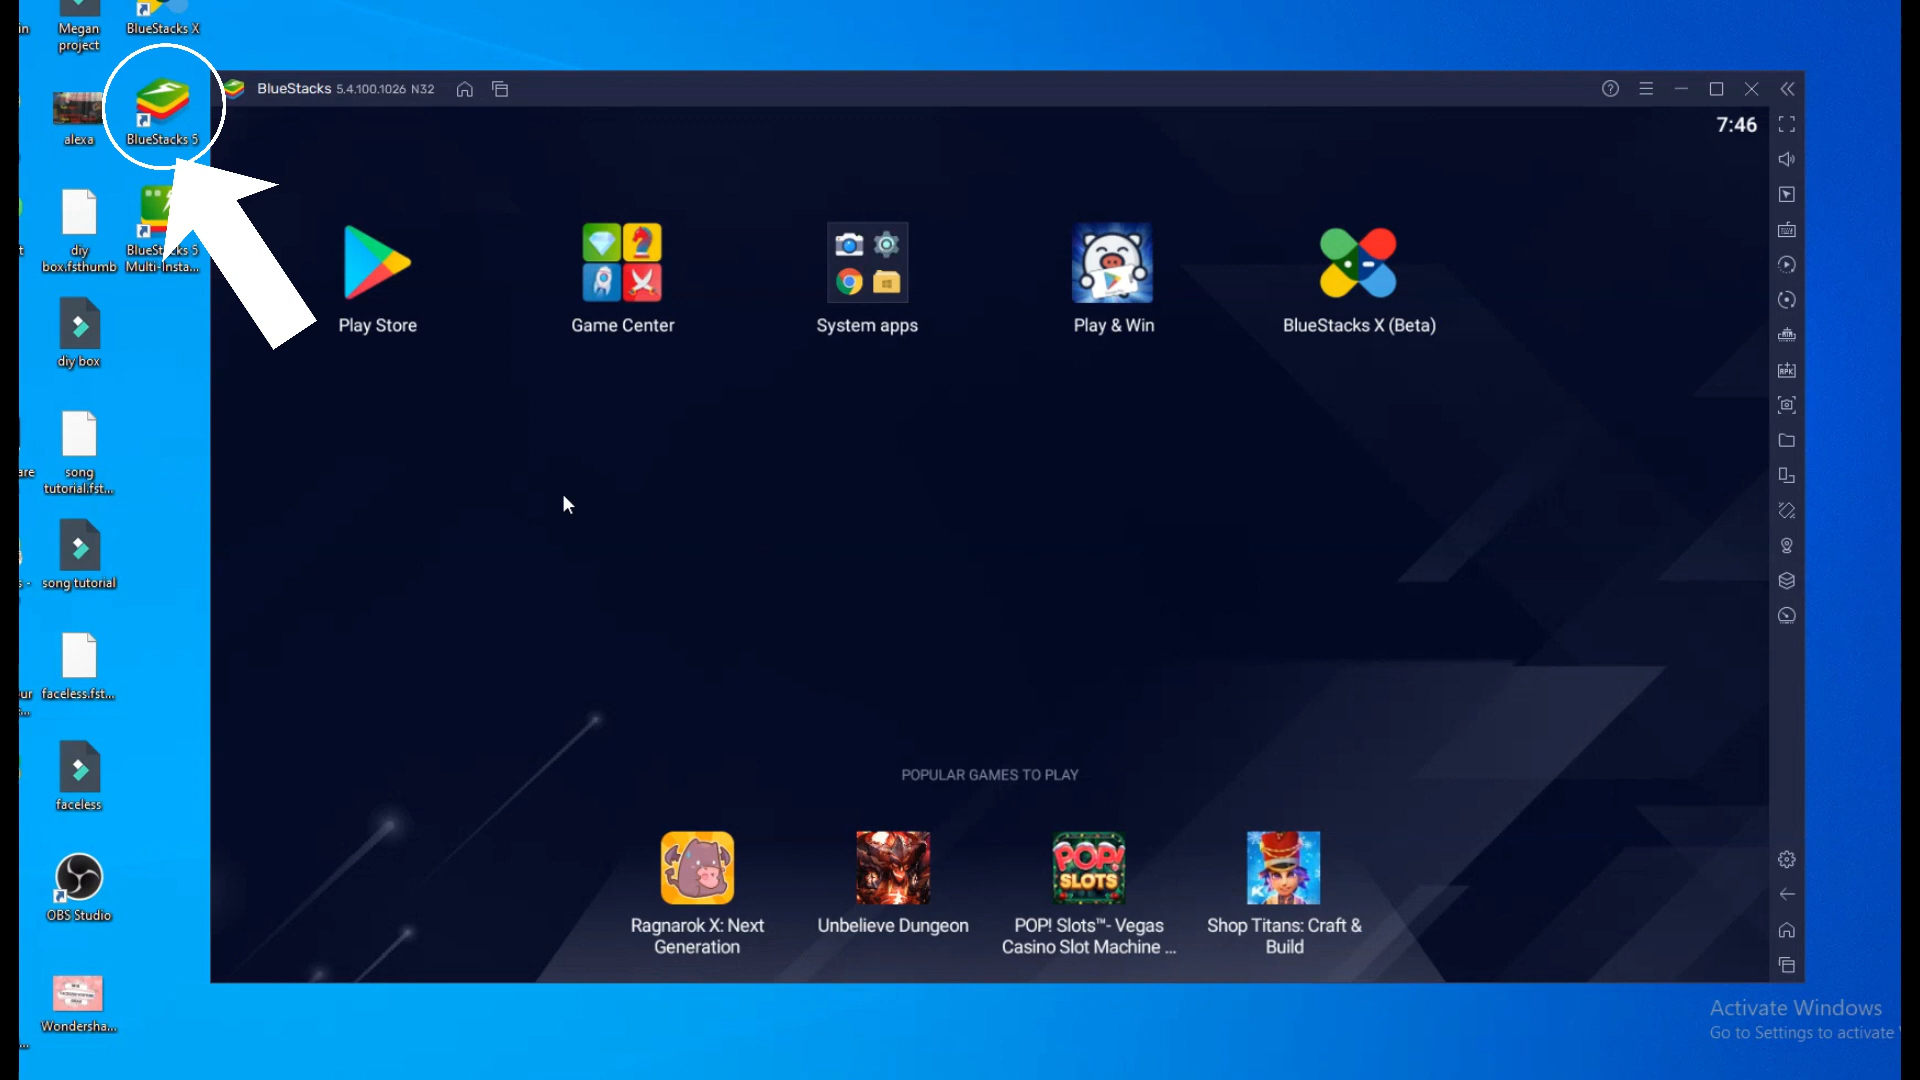 in
Megan
project
BlueStacks X
alexa
BlueStacks 5
BlueStacks 5.4.100.1026 N32
7:46
diy
box.fsthumb
BlueStacks 5
Multi-Insta...
Play Store
Game Center
System apps
Play & Win
BlueStacks X (Beta)
diy box
song
tutorial.fst...
song tutorial
faceless.fst...
faceless
POPULAR GAMES TO PLAY
POP!
SLOTS
OBS Studio
Ragnarok X: Next
Generation
Unbelieve Dungeon
POP! Slots™- Vegas
Casino Slot Machine ...
Shop Titans: Craft &
Build
Wondersha...
Activate Windows
Go to Settings to activate